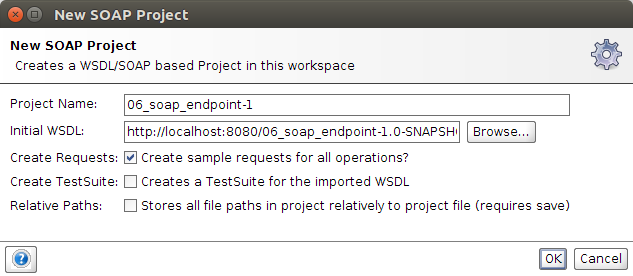 New SOAP Project
New SOAP Project
Creates a WSDL/SOAP based Project in this workspace
Project Name: 06_soap_endpoint-1
Initial WSDL: http://localhost:8080/06_soap_endpoint-1.0-SNAPSH Browse...
Create Requests: Create sample requests for all operations?
Create TestSuite: Creates a TestSuite for the imported WSDL
Relative Paths: Stores all file paths in project relatively to project file (requires save)
? OK Cancel